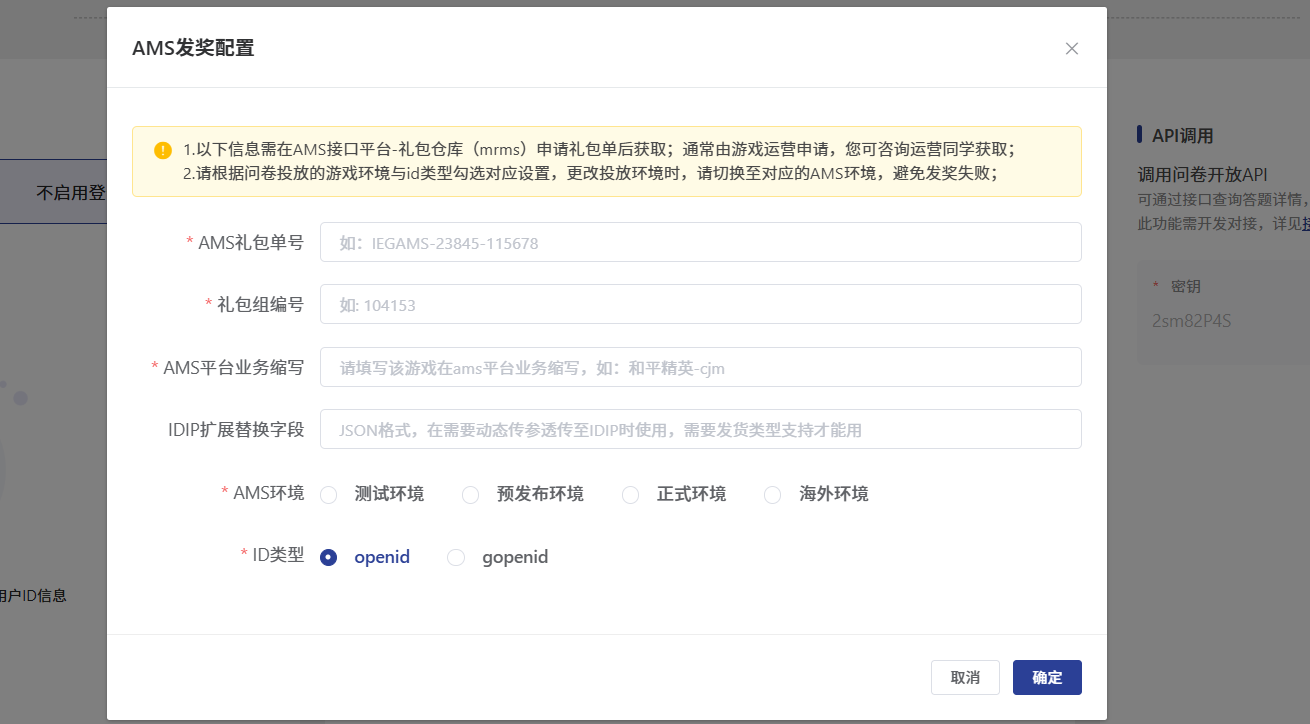 AMS发奖配置
1.以下信息需在AMS接口平台-礼包仓库（mrms）申请礼包单后获取；通常由游戏运营申请，您可咨询运营同学获取；
2.请根据问卷投放的游戏环境与id类型勾选对应设置，更改投放环境时，请切换至对应的AMS环境，避免发奖失败；
* AMS礼包单号 如：IEGAMS-23845-115678
* 礼包组编号 如: 104153
* AMS平台业务缩写 请填写该游戏在ams平台业务缩写，如：和平精英-cjm
IDIP扩展替换字段 JSON格式，在需要动态传参透传至IDIP时使用，需要发货类型支持才能用
* AMS环境 测试环境 预发布环境 正式环境 海外环境
* ID类型 openid gopenid
取消 确定
不启用登
用户ID信息
API调用
调用问卷开放API
可通过接口查询答题详情，
此功能需开发对接，详见接
* 密钥
2sm82P4S